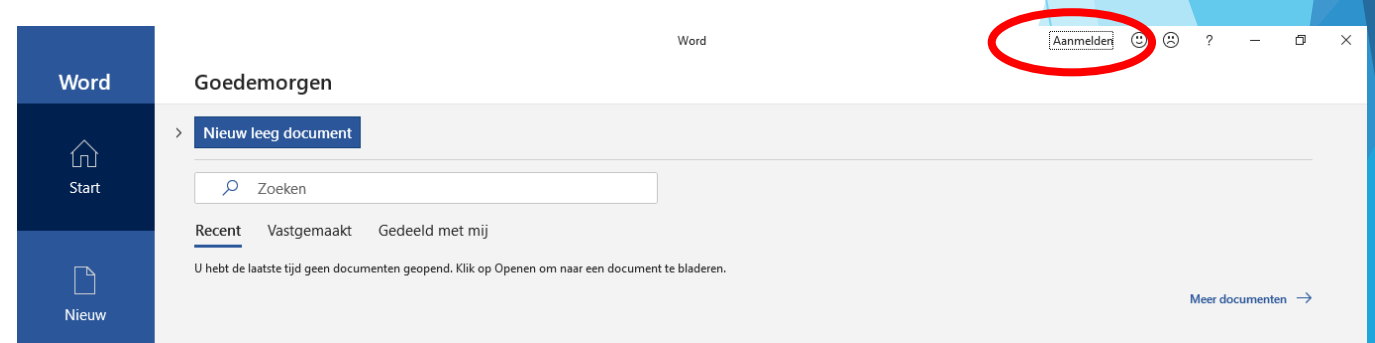 Word
Aanmelden
?
Word
Goedemorgen
Nieuw leeg document
Start
Zoeken
Recent Vastgemaakt Gedeeld met mij
U hebt de laatste tijd geen documenten geopend. Klik op Openen om naar een document te bladeren.
Meer documenten
Nieuw